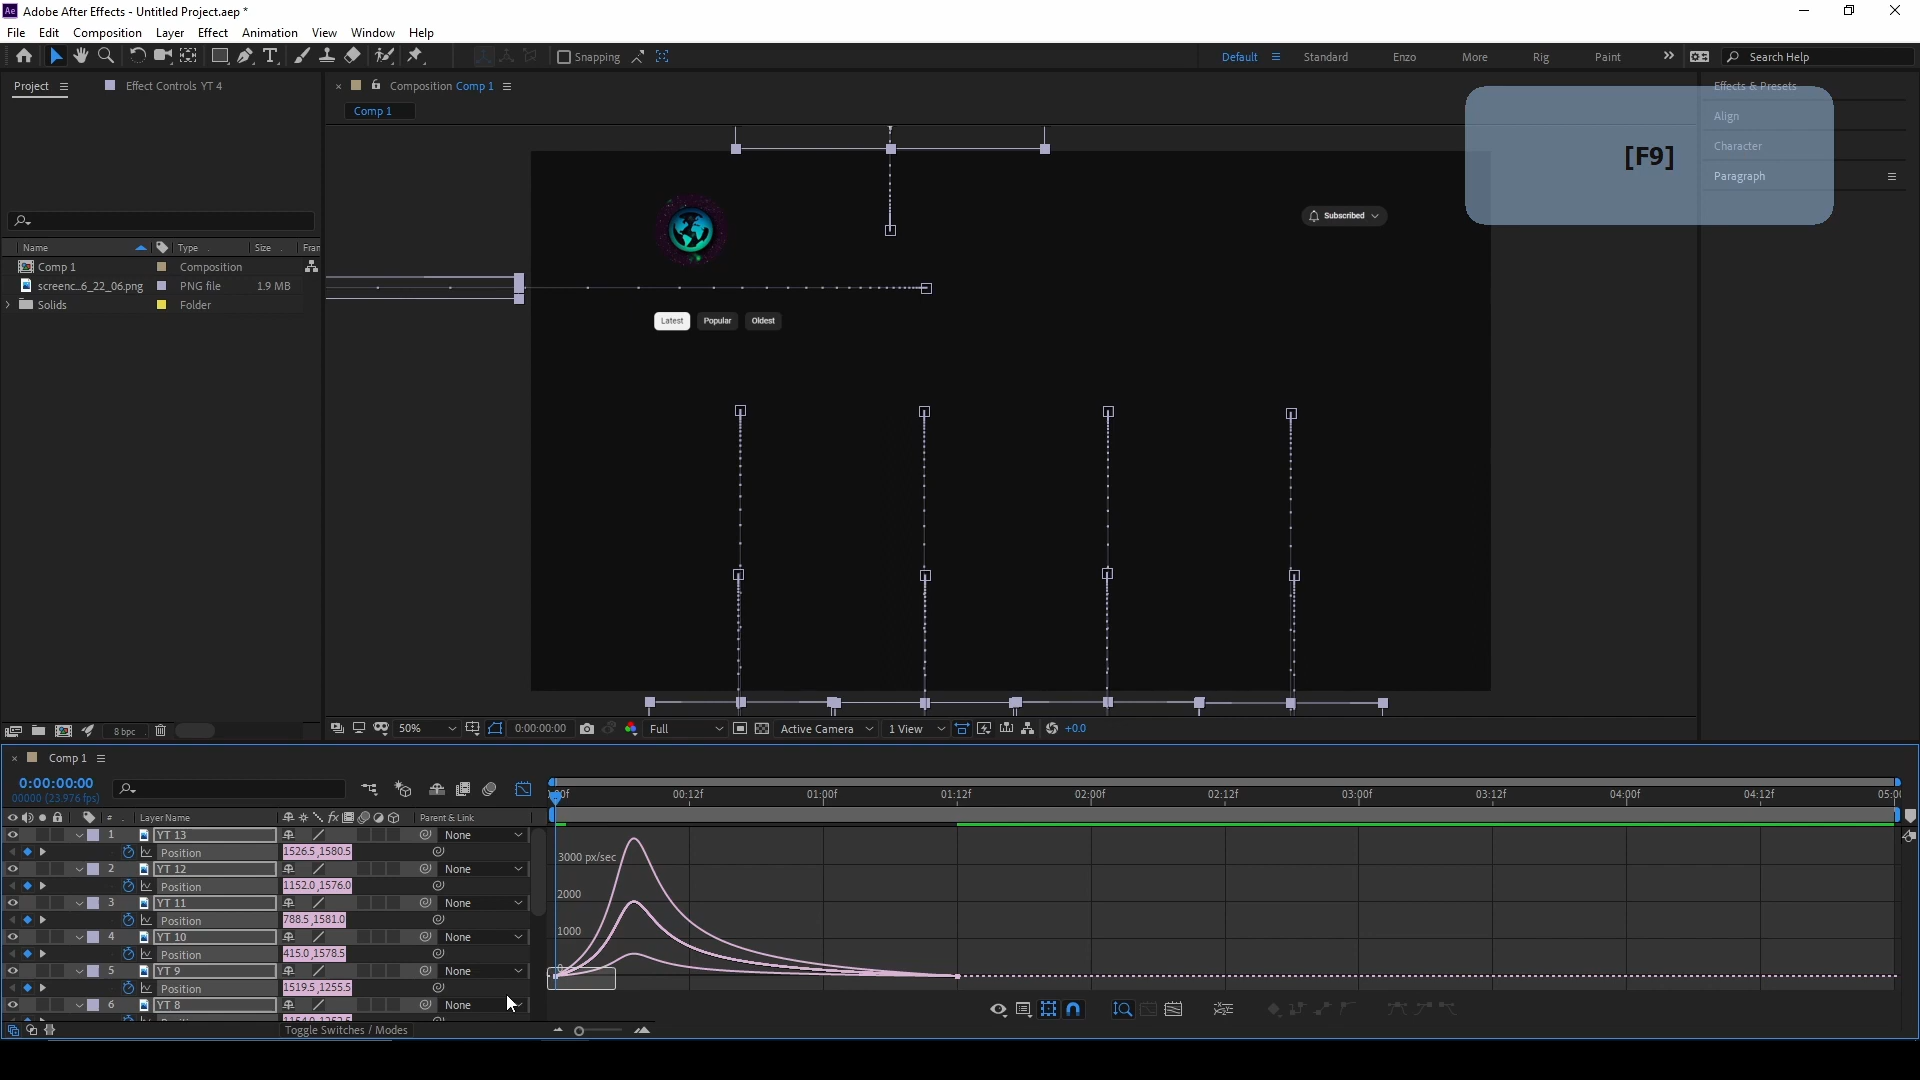 Adobe After Effects - Untitled Project.aep *
File Edit Composition Layer Effect Animation View Window Help
Snapping
Default Standard Enzo More Rig Paint » Search Help
Project Effect Controls YT 4
Composition Comp 1
Comp 1
Effects & Presets
Align
Character
Paragraph
[F9]
Name Type Size Fran
Comp 1 Composition
screenc...6_22_06.png PNG file 1.9 MB
Solids Folder
Subscribed
Latest Popular Oldest
8 bpc
50% 0:00:00:00 Full Active Camera 1 View +0.0
Comp 1
0:00:00:00
00000 (23.976 fps)
00:12f 01:00f 01:12f 02:00f 02:12f 03:00f 03:12f 04:00f 04:12f
# Layer Name fx Parent & Link
1 YT 13 None
Position 1526.5,1580.5
2 YT 12 None
Position 1152.0,1576.0
3 YT 11 None
Position 788.5,1581.0
4 YT 10 None
Position 415.0,1578.5
5 YT 9 None
Position 1519.5,1255.5
6 YT 8 None
3000 px/sec
2000
1000
0
Toggle Switches / Modes